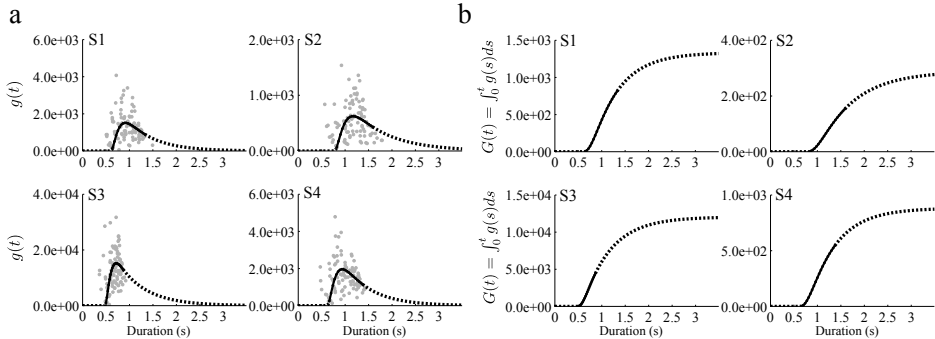 a
b
S1
6.0e+03
4.0e+03
2.0e+03
0.0e+00
g(t)
0 0.5 1 1.5 2 2.5 3
S2
2.0e+03
1.0e+03
0.0e+00
0 0.5 1 1.5 2 2.5 3
S1
1.5e+03
1.0e+03
5.0e+02
0.0e+00
G(t) = ∫₀ᵗ g(s)ds
0 0.5 1 1.5 2 2.5 3
S2
4.0e+02
2.0e+02
0.0e+00
0 0.5 1 1.5 2 2.5 3
S3
4.0e+04
2.0e+04
0.0e+00
g(t)
0 0.5 1 1.5 2 2.5 3
Duration (s)
S4
6.0e+03
4.0e+03
2.0e+03
0.0e+00
0 0.5 1 1.5 2 2.5 3
Duration (s)
S3
1.5e+04
1.0e+04
5.0e+03
0.0e+00
G(t) = ∫₀ᵗ g(s)ds
0 0.5 1 1.5 2 2.5 3
Duration (s)
S4
1.0e+03
5.0e+02
0.0e+00
0 0.5 1 1.5 2 2.5 3
Duration (s)